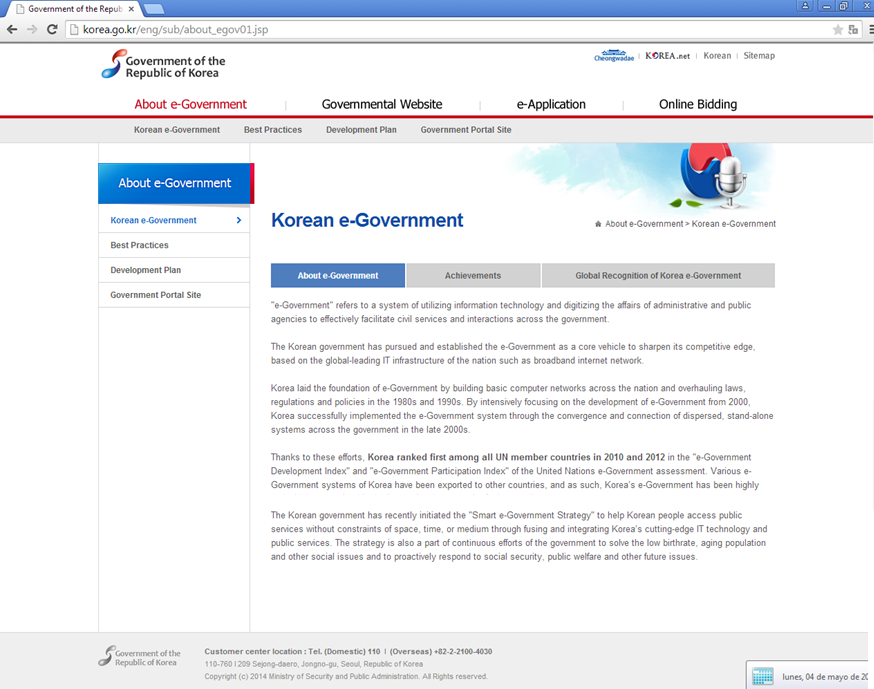 Government of the Repub
korea.go.kr/eng/sub/about_egov01.jsp
Government of the
Republic of Korea
Cheongwadae | KOREA.net | Korean | Sitemap
About e-Government | Governmental Website | e-Application | Online Bidding
Korean e-Government Best Practices Development Plan Government Portal Site
About e-Government
Korean e-Government
Best Practices
Development Plan
Government Portal Site
Korean e-Government
About e-Government > Korean e-Government
About e-Government Achievements Global Recognition of Korea e-Government
"e-Government" refers to a system of utilizing information technology and digitizing the affairs of administrative and public
agencies to effectively facilitate civil services and interactions across the government.
The Korean government has pursued and established the e-Government as a core vehicle to sharpen its competitive edge,
based on the global-leading IT infrastructure of the nation such as broadband internet network.
Korea laid the foundation of e-Government by building basic computer networks across the nation and overhauling laws,
regulations and policies in the 1980s and 1990s. By intensively focusing on the development of e-Government from 2000,
Korea successfully implemented the e-Government system through the convergence and connection of dispersed, stand-alone
systems across the government in the late 2000s.
Thanks to these efforts, Korea ranked first among all UN member countries in 2010 and 2012 in the "e-Government
Development Index" and "e-Government Participation Index" of the United Nations e-Government assessment. Various e-
Government systems of Korea have been exported to other countries, and as such, Korea's e-Government has been highly
The Korean government has recently initiated the "Smart e-Government Strategy" to help Korean people access public
services without constraints of space, time, or medium through fusing and integrating Korea's cutting-edge IT technology and
public services. The strategy is also a part of continuous efforts of the government to solve the low birthrate, aging population
and other social issues and to proactively respond to social security, public welfare and other future issues.
Government of the
Republic of Korea
Customer center location : Tel. (Domestic) 110 | (Overseas) +82-2-2100-4030
110-760 l 209 Sejong-daero, Jongno-gu, Seoul, Republic of Korea
Copyright (c) 2014 Ministry of Security and Public Administration. All Rights reserved.
lunes, 04 de mayo de 20